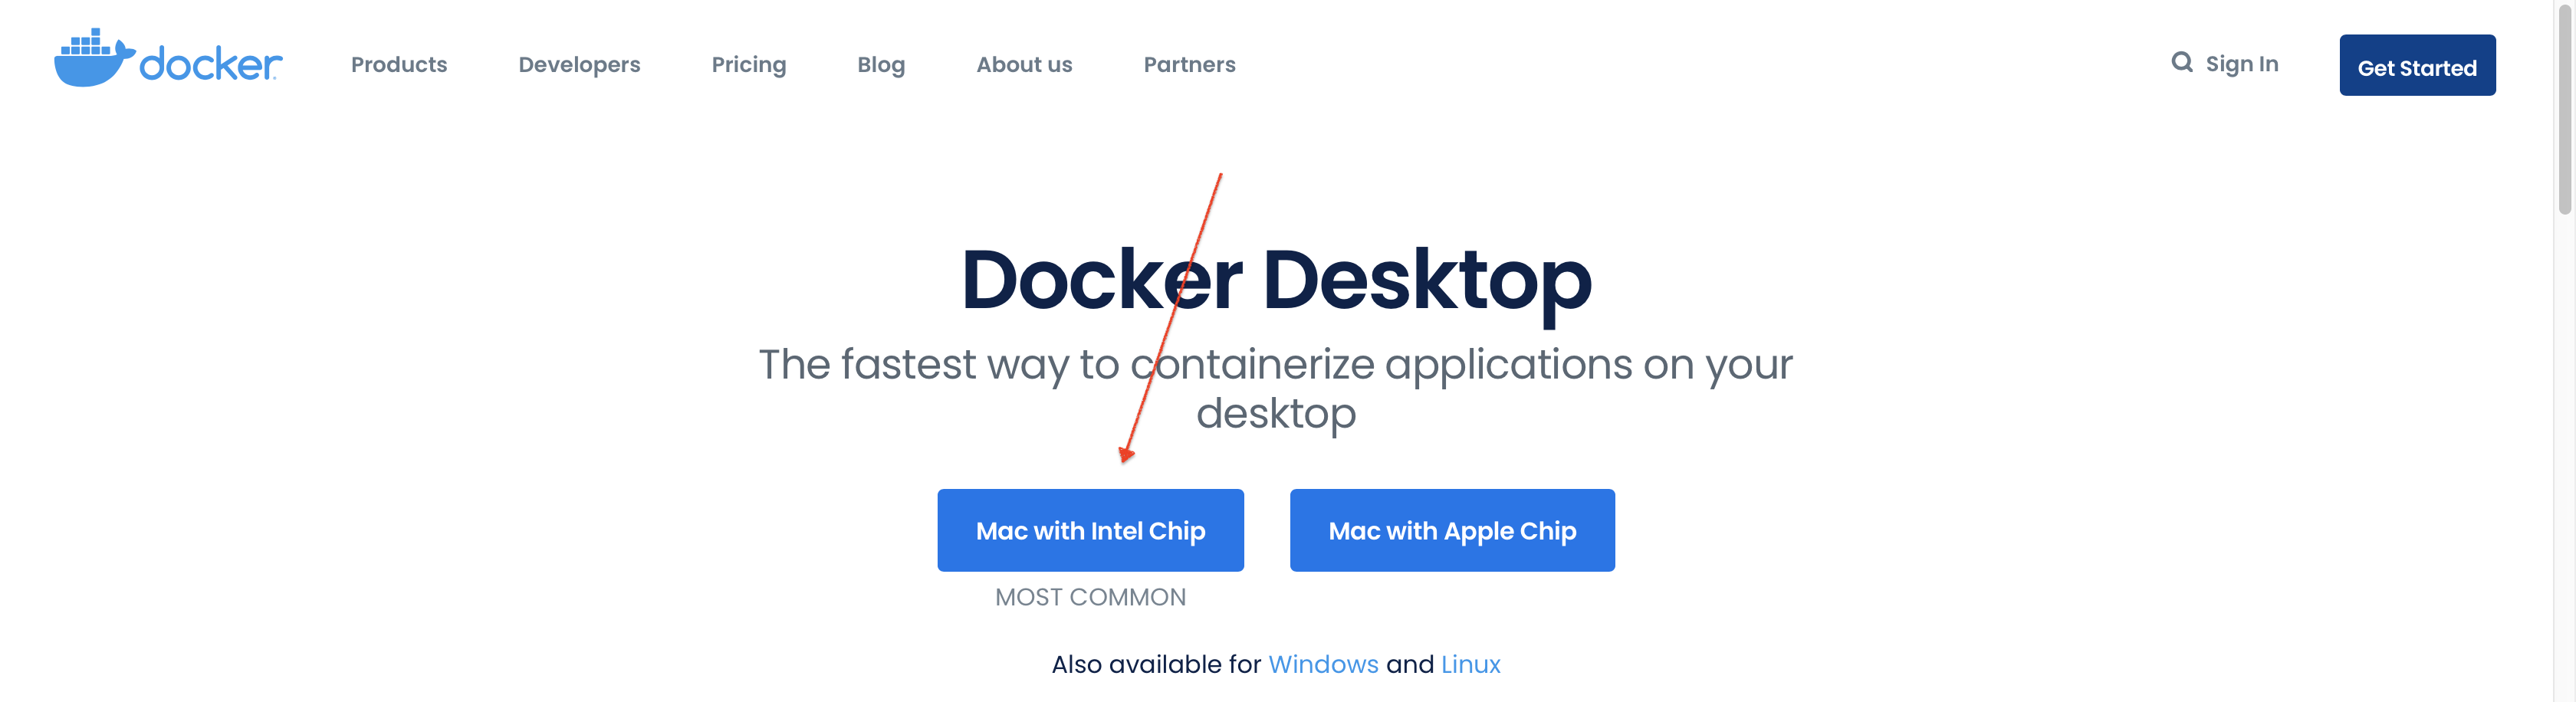 docker
Products Developers Pricing Blog About us Partners Sign In Get Started
Docker Desktop
The fastest way to containerize applications on your
desktop
Mac with Intel Chip Mac with Apple Chip
MOST COMMON
Also available for Windows and Linux